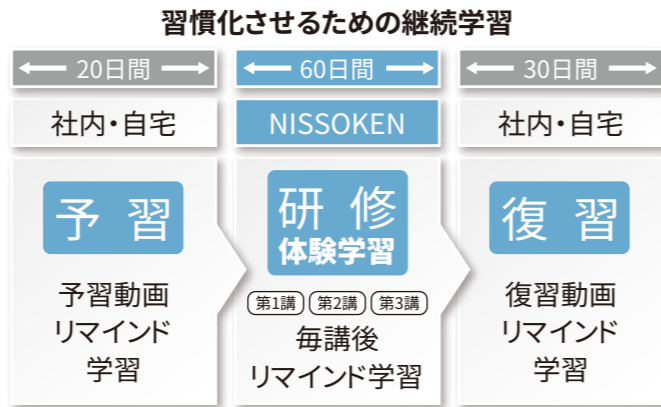 習慣化させるための継続学習
20日間
60日間
30日間
社内・自宅
NISSOKEN
社内・自宅
予習
予習動画
リマインド
学習
研修
体験学習
第1講 第2講 第3講
毎講後
リマインド学習
復習
復習動画
リマインド
学習